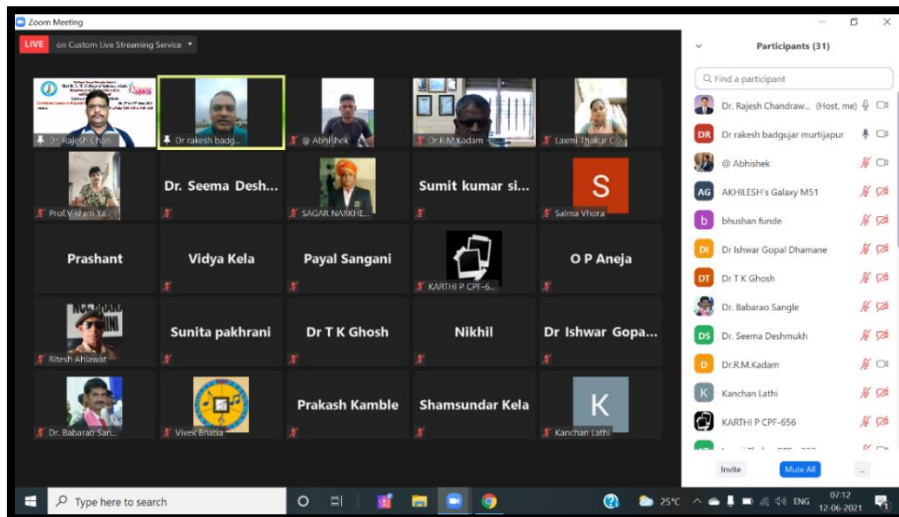 Zoom Meeting
LIVE on Custom Live Streaming Service
Dr. Rajesh Chan...
Dr rakesh badg...
@ Abhishek
Dr.R.M.Kadam
Laxmi Thakur C...
Prof.Vikram Ya...
Dr. Seema Desh...
SAGAR NARKHE...
Sumit kumar si...
S
Salma Vhora
Prashant
Vidya Kela
Payal Sangani
KARTHI P CPF-6...
O P Aneja
Ritesh Ahlawat
Sunita pakhrani
Dr T K Ghosh
Nikhil
Dr Ishwar Gopa...
Dr. Babarao San...
Vivek Bhatia
Prakash Kamble
Shamsundar Kela
K
Kanchan Lathi
Participants (31)
Find a participant
Dr. Rajesh Chandraw... (Host, me)
DR Dr rakesh badgujar murtijapur
@ Abhishek
AG AKHILESH's Galaxy M51
b bhushan funde
DI Dr Ishwar Gopal Dhamane
DT Dr T K Ghosh
Dr. Babarao Sangle
DS Dr. Seema Deshmukh
D Dr.R.M.Kadam
K Kanchan Lathi
KARTHI P CPF-656
Invite
Mute All
...
Type here to search
25°C
ENG
07:12
12-06-2021